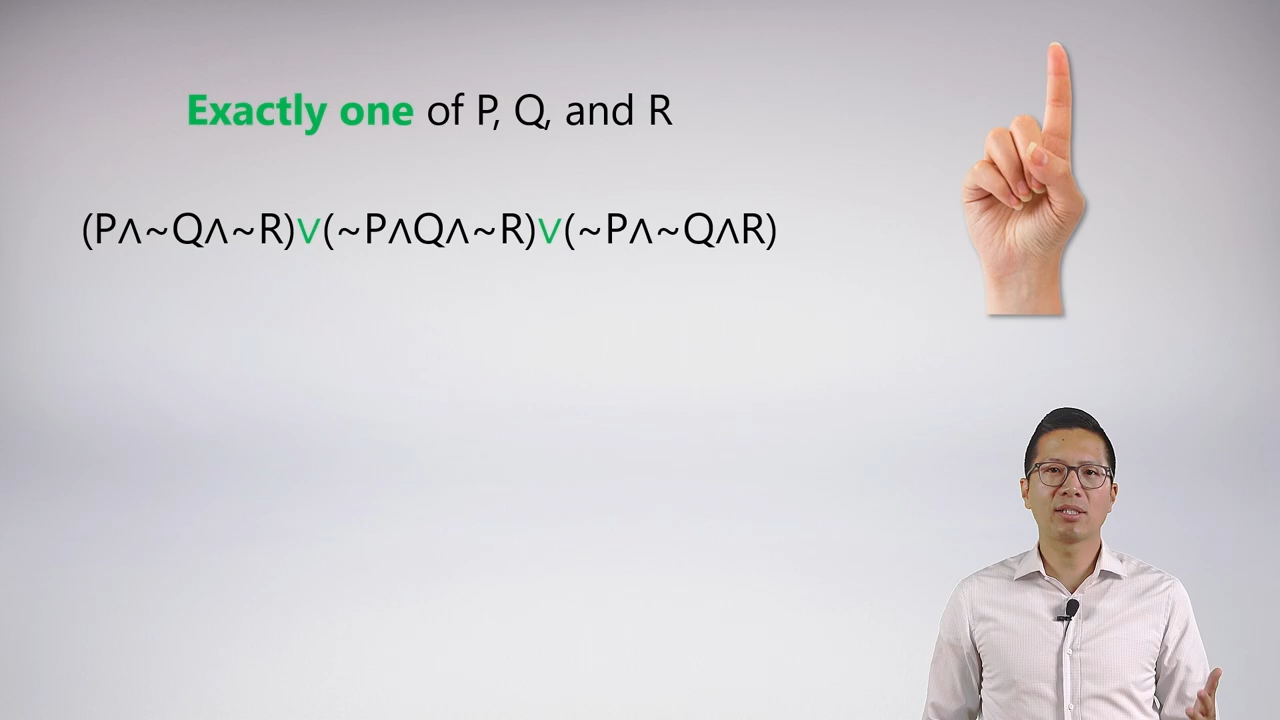 Exactly one of P, Q, and R
(P∧~Q∧~R)∨(~P∧Q∧~R)∨(~P∧~Q∧R)